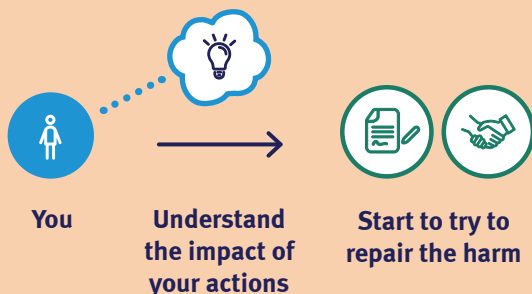 You
Understand
the impact of
your actions
Start to try to
repair the harm